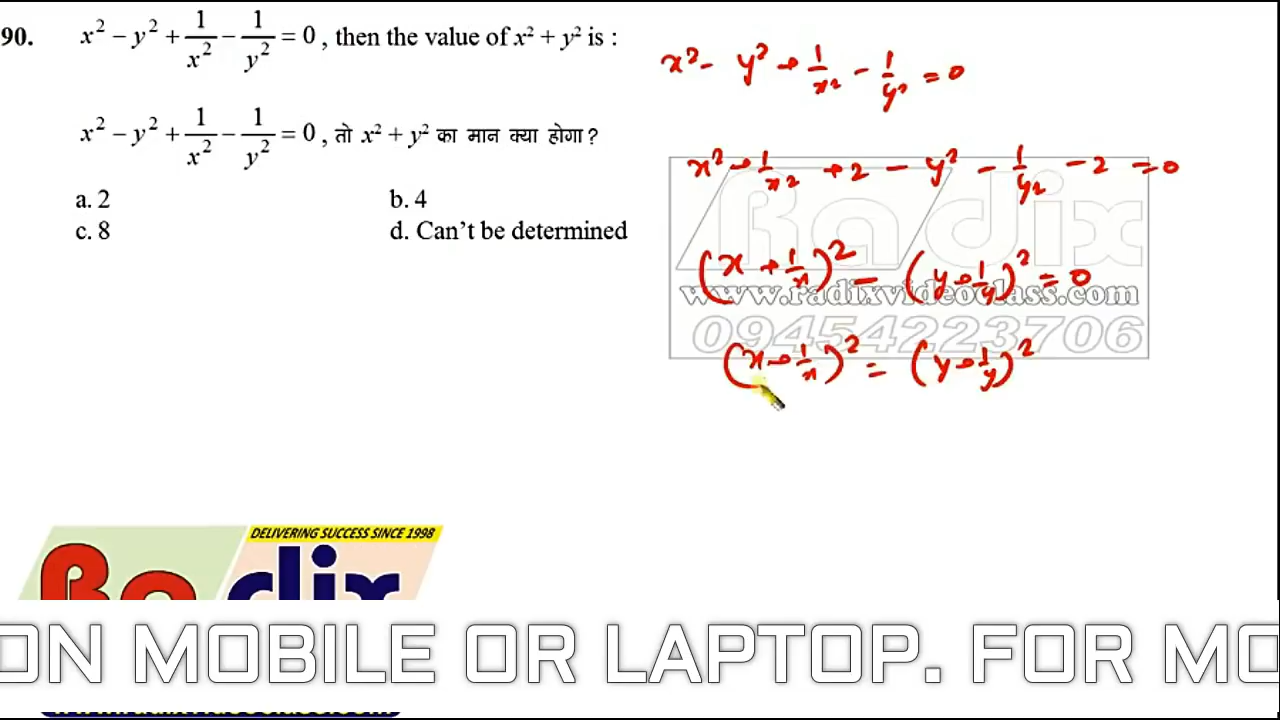 90. x² − y² + 1/x² − 1/y² = 0 , then the value of x² + y² is :
x² − y² + 1/x² − 1/y² = 0 , तो x² + y² का मान क्या होगा ?
a. 2 b. 4
c. 8 d. Can't be determined
x² - y² + 1/x² - 1/y² = 0
x² + 1/x² + 2 - y² - 1/y² - 2 = 0
(x + 1/x)² - (y + 1/y)² = 0
(x + 1/x)² = (y + 1/y)²
Radix
www.radixvideoclass.com
09454223706
DELIVERING SUCCESS SINCE 1998
Radix
ON MOBILE OR LAPTOP. FOR MO